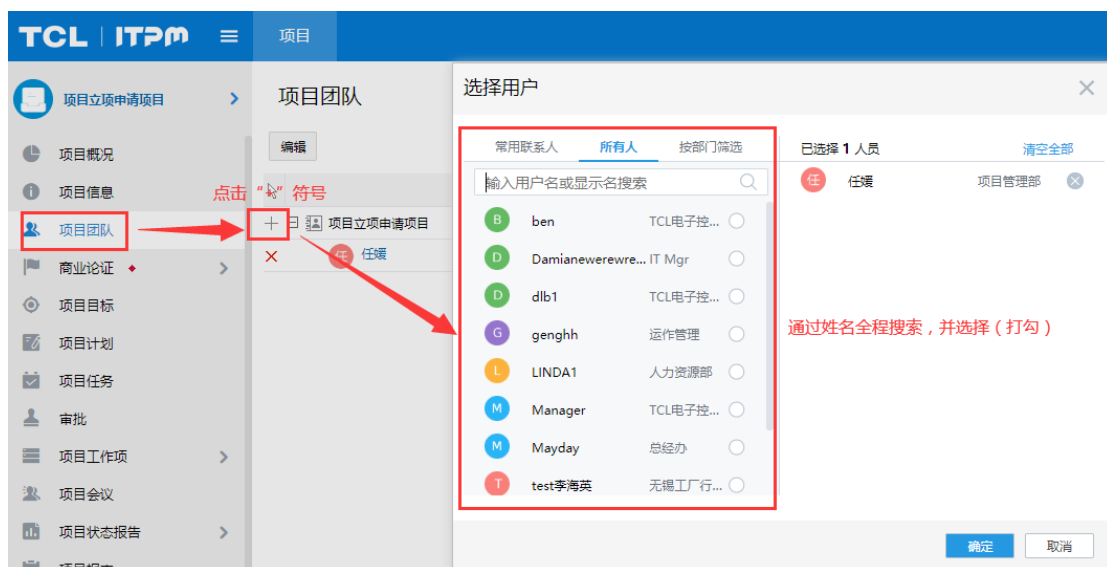 TCL ITPM 项目
项目立项申请项目
项目概况
项目信息
项目团队
商业论证
项目目标
项目计划
项目任务
审批
项目工作项
项目会议
项目状态报告
项目团队
编辑
点击“+”符号
项目立项申请项目
任 任媛
选择用户
常用联系人 所有人 按部门筛选
输入用户名或显示名搜索
B ben TCL电子控...
D Damianewerewre... IT Mgr
D dlb1 TCL电子控...
G genghh 运作管理
L LINDA1 人力资源部
M Manager TCL电子控...
M Mayday 总经办
T test李海英 无锡工厂行...
已选择 1 人员 清空全部
任 任媛 项目管理部
通过姓名全程搜索，并选择（打勾）
确定 取消